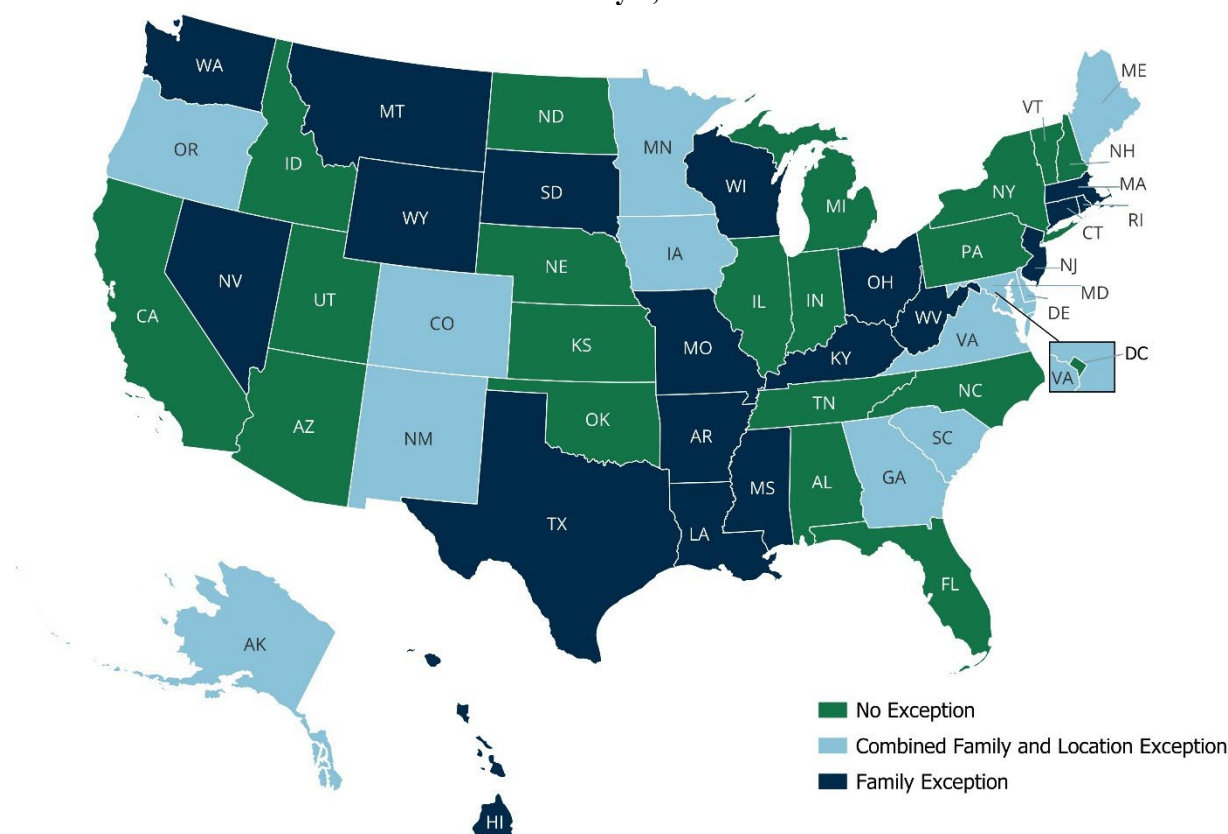 WA
MT
ND
MN
ME
VT
OR
ID
WI
NH
SD
NY
MA
WY
MI
RI
CT
IA
PA
NE
NJ
NV
OH
MD
UT
IL
IN
DE
CA
CO
WV
VA
KS
MO
KY
DC
VA
NC
TN
AZ
OK
NM
AR
SC
MS
AL
GA
TX
LA
FL
AK
No Exception
Combined Family and Location Exception
Family Exception
HI